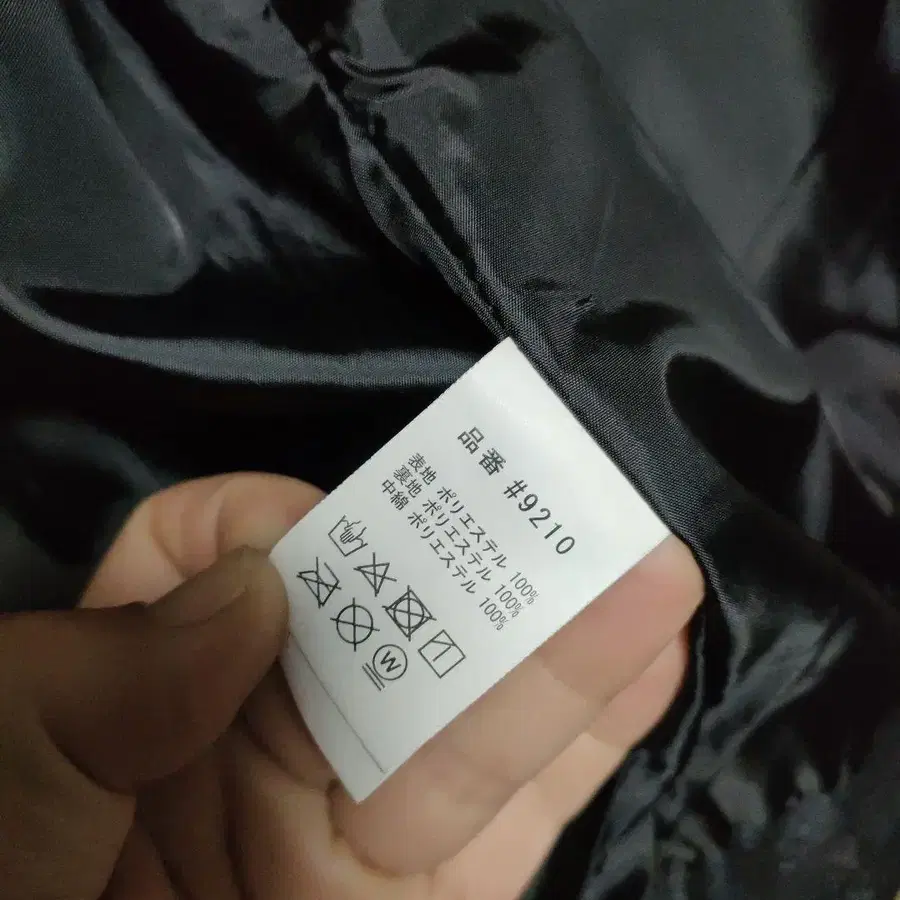 品番 #9210
表地 ポリエステル 100%
裏地 ポリエステル 100%
中綿 ポリエステル 100%
W